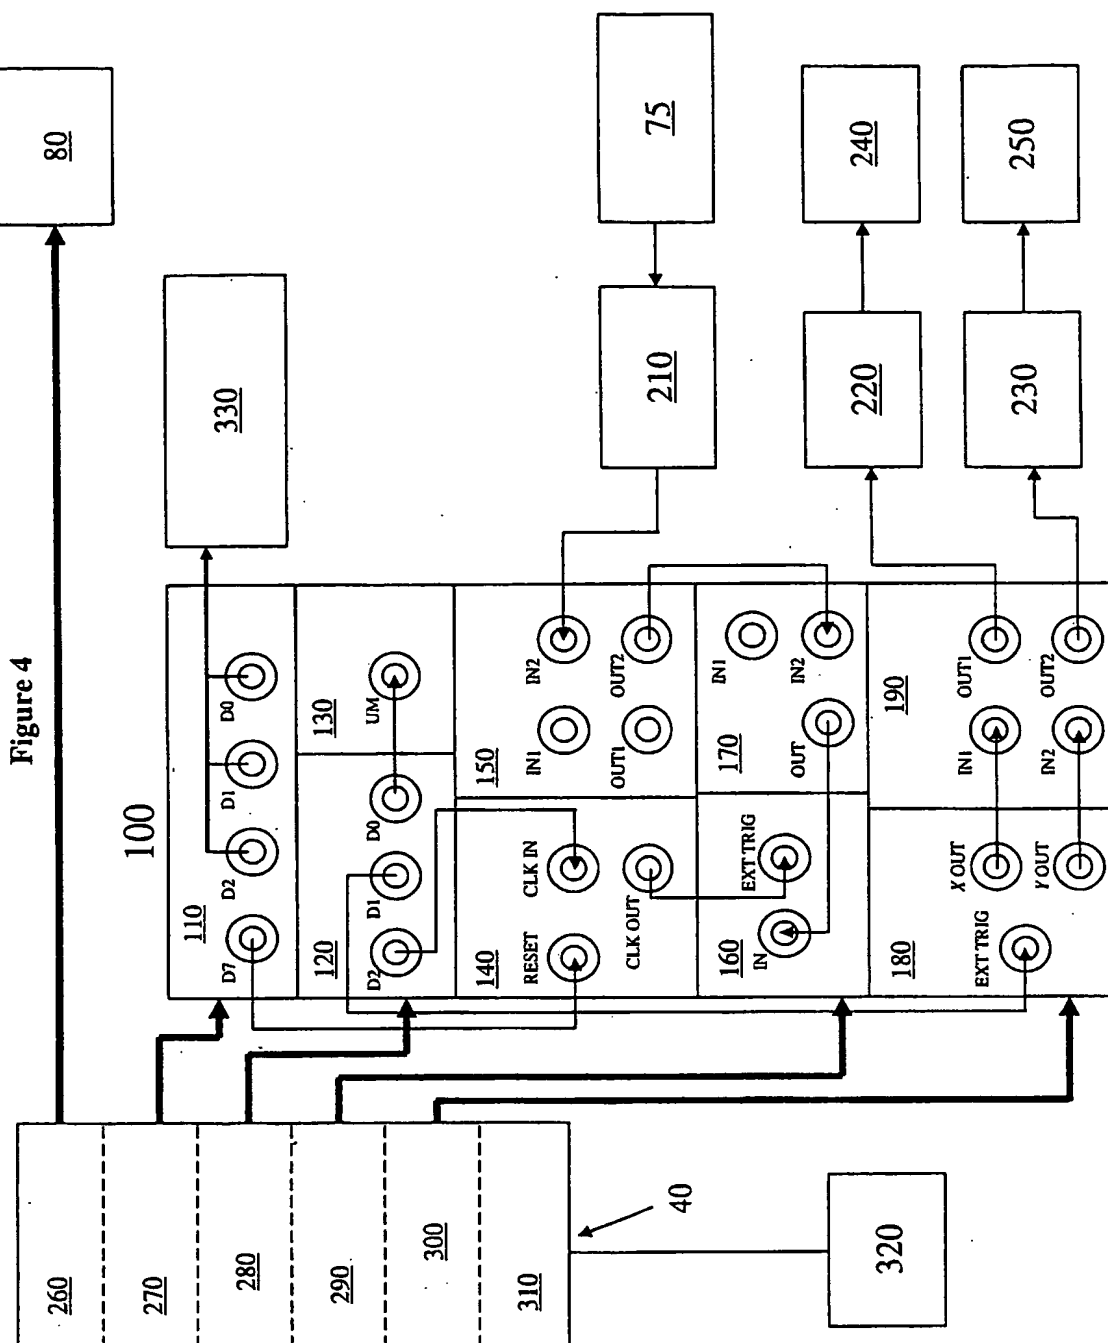 Figure 4
80
330
100
75
210
240
250
220
230
110
D7
D2
D1
D0
120
D2
D1
D0
130
UM
140
RESET
CLK IN
CLK OUT
150
IN1
IN2
OUT1
OUT2
160
IN
EXT TRIG
170
IN1
IN2
OUT
180
EXT TRIG
X OUT
Y OUT
190
IN1
OUT1
IN2
OUT2
260
270
280
290
300
310
40
320